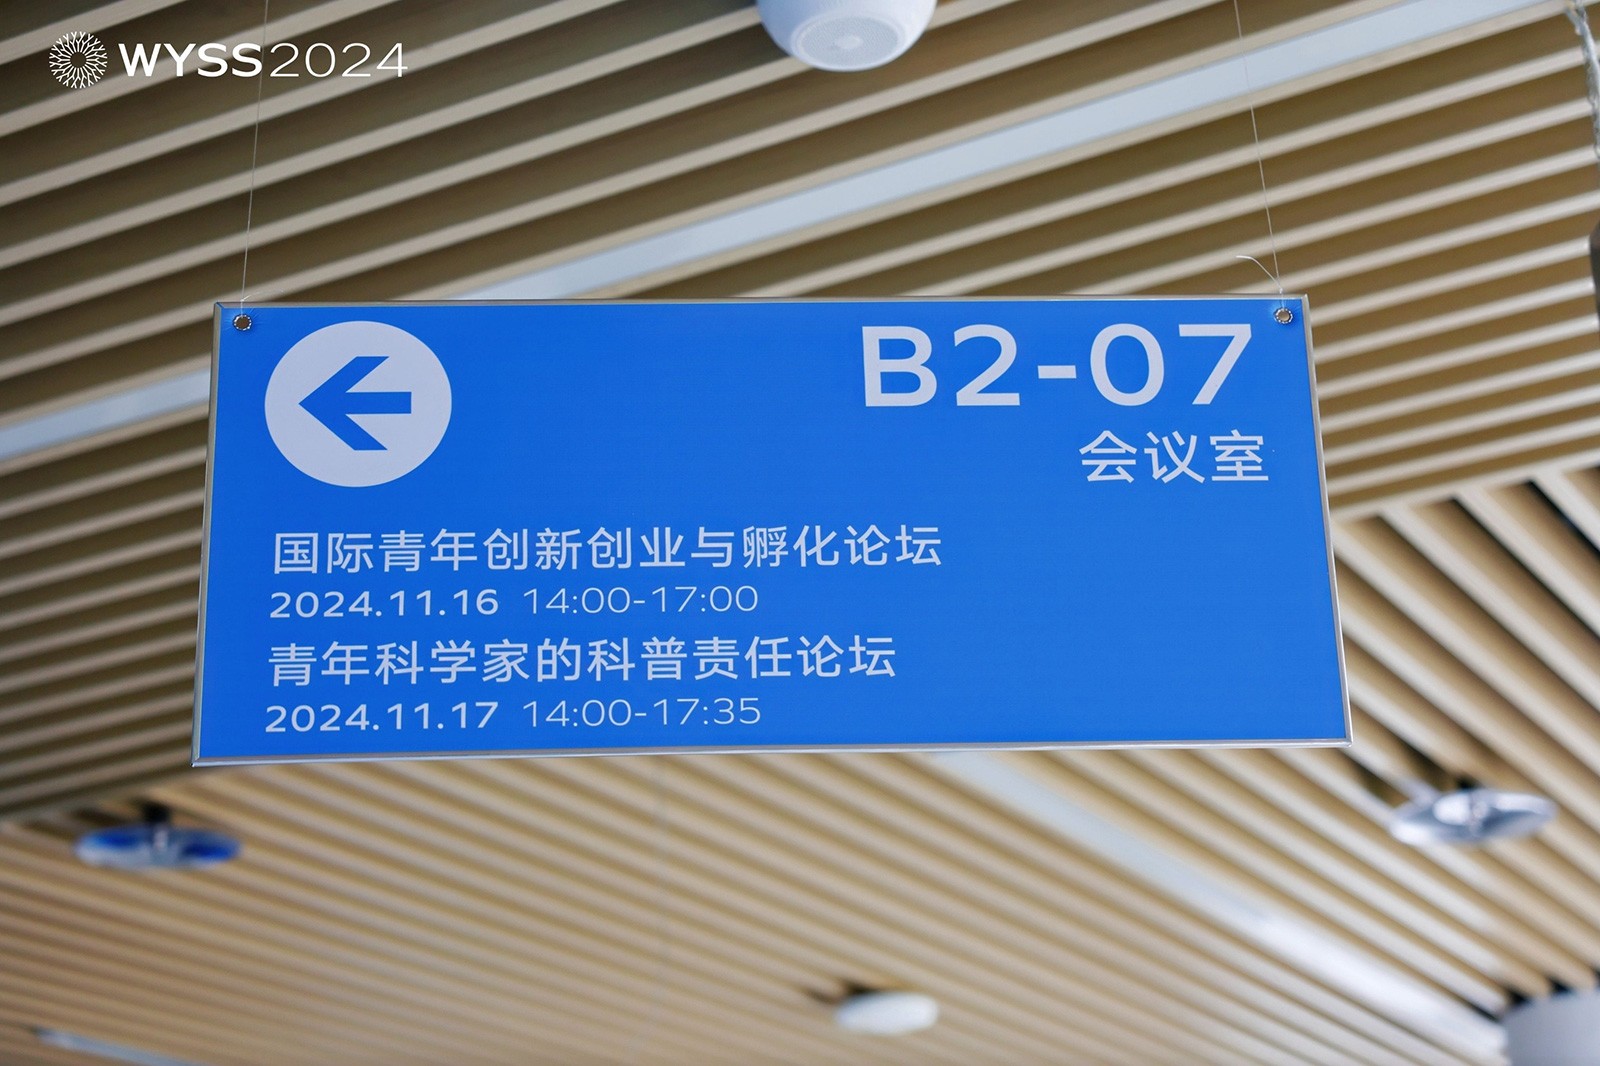 WYSS2024
B2-07
会议室
国际青年创新创业与孵化论坛
2024.11.16 14:00-17:00
青年科学家的科普责任论坛
2024.11.17 14:00-17:35